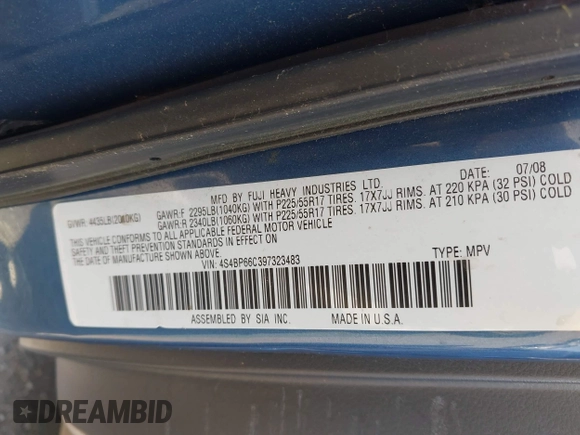 MFD BY FUJI HEAVY INDUSTRIES LTD. DATE: 07/08
GVWR: 4435LB(2010KG) GAWR:F 2295LB(1040KG) WITH P225/55R17 TIRES. 17X7JJ RIMS. AT 220 KPA (32 PSI) COLD
GAWR:R 2340LB(1060KG) WITH P225/55R17 TIRES. 17X7JJ RIMS. AT 210 KPA (30 PSI) COLD
THIS VEHICLE CONFORMS TO ALL APPLICABLE FEDERAL MOTOR VEHICLE
SAFETY AND THEFT PREVENTION STANDARDS IN EFFECT ON THE DATE OF
MANUFACTURE SHOWN ABOVE.
VIN: 4S4BP66C397323483 TYPE: MPV
ASSEMBLED BY SIA INC. MADE IN U.S.A.
DREAMBID